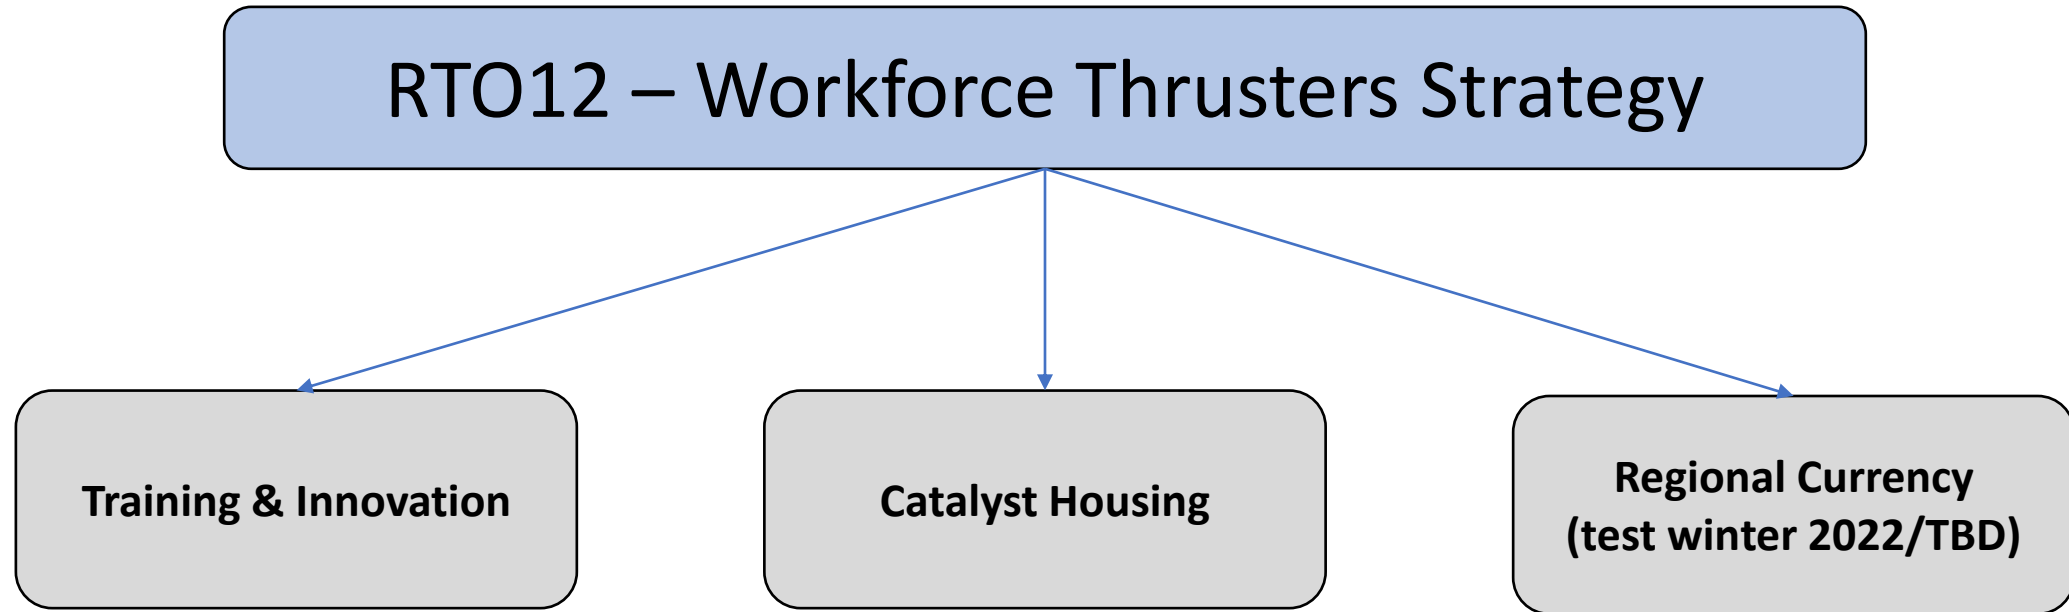 RTO12 – Workforce Thrusters Strategy
Training & Innovation
Catalyst Housing
Regional Currency
(test winter 2022/TBD)